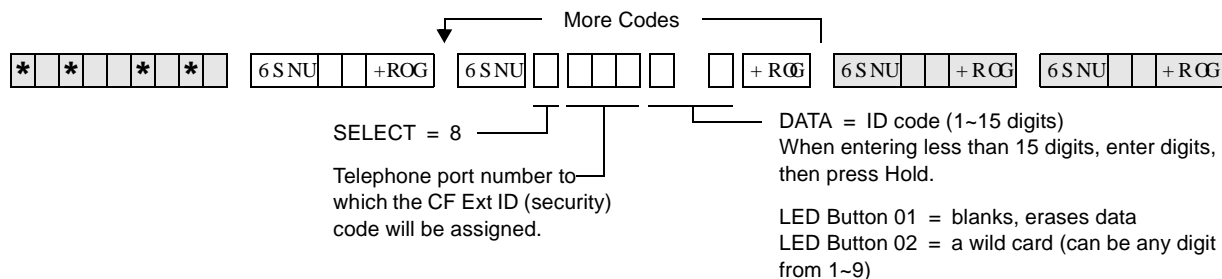 More Codes
* * * * 6SNU +ROG 6SNU +ROG 6SNU +ROG 6SNU +ROG
SELECT = 8
Telephone port number to
which the CF Ext ID (security)
code will be assigned.
DATA = ID code (1~15 digits)
When entering less than 15 digits, enter digits,
then press Hold.
LED Button 01 = blanks, erases data
LED Button 02 = a wild card (can be any digit
from 1~9)